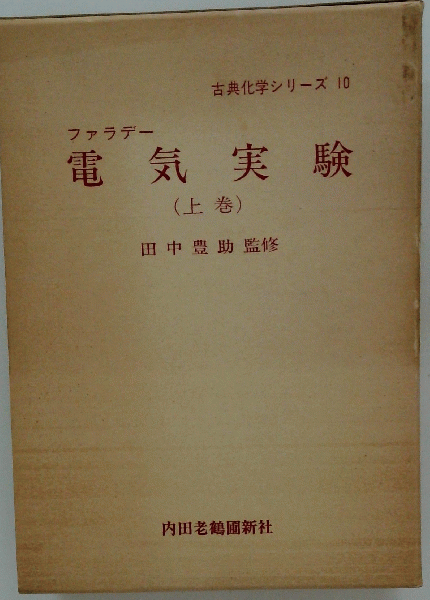 古典化学シリーズ 10
ファラデー
電気実験
(上巻)
田中豊助監修
内田老鶴圃新社